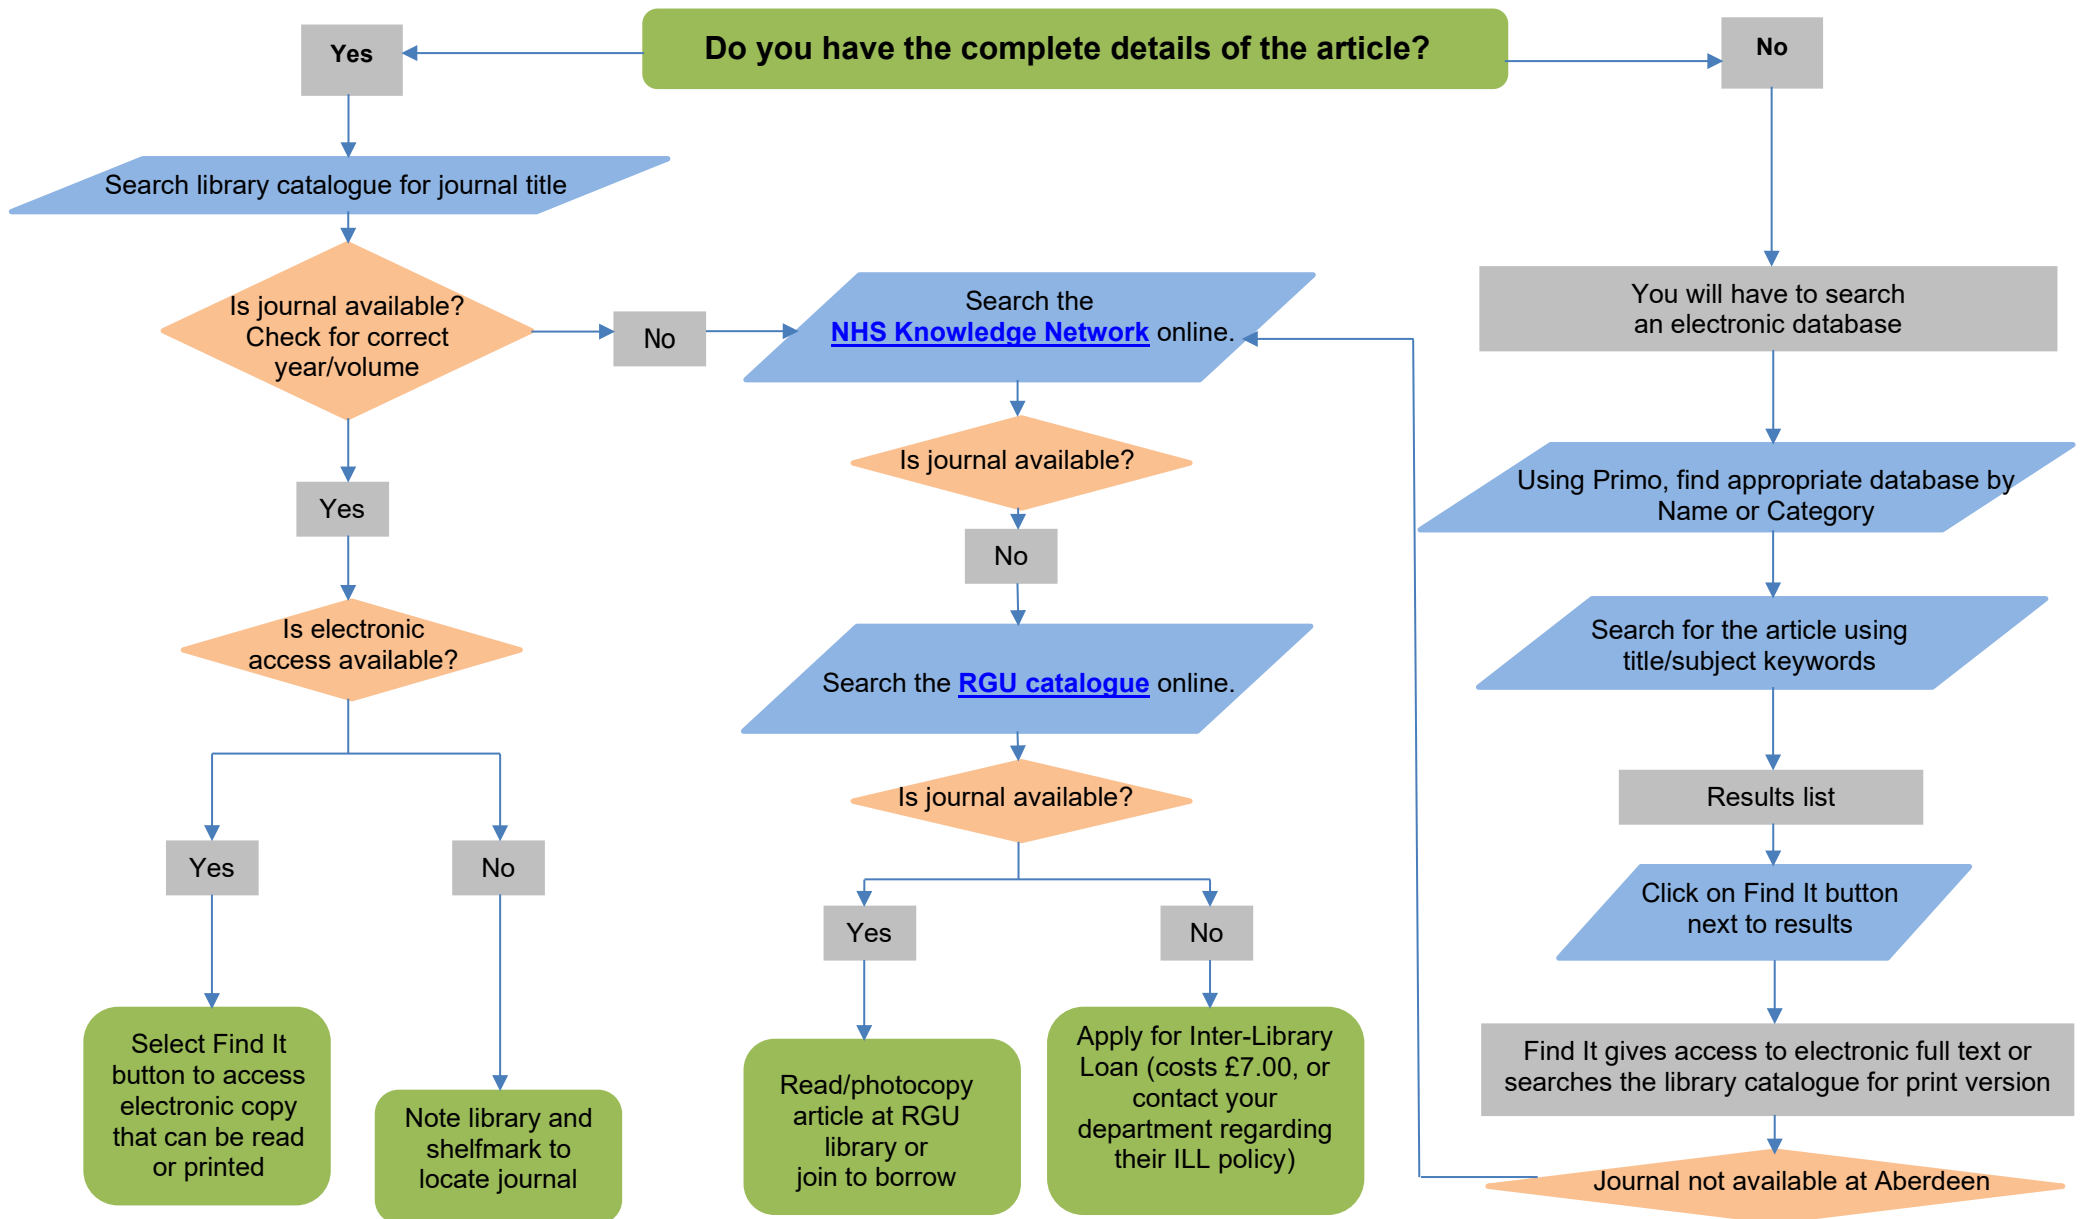 Do you have the complete details of the article?
Yes
No
Search library catalogue for journal title
Is journal available?
Check for correct
year/volume
No
Yes
Is electronic
access available?
Yes
No
Select Find It
button to access
electronic copy
that can be read
or printed
Note library and
shelfmark to
locate journal
Search the
NHS Knowledge Network online.
Is journal available?
No
Search the RGU catalogue online.
Is journal available?
Yes
No
Read/photocopy
article at RGU
library or
join to borrow
Apply for Inter-Library
Loan (costs £7.00, or
contact your
department regarding
their ILL policy)
You will have to search
an electronic database
Using Primo, find appropriate database by
Name or Category
Search for the article using
title/subject keywords
Results list
Click on Find It button
next to results
Find It gives access to electronic full text or
searches the library catalogue for print version
Journal not available at Aberdeen